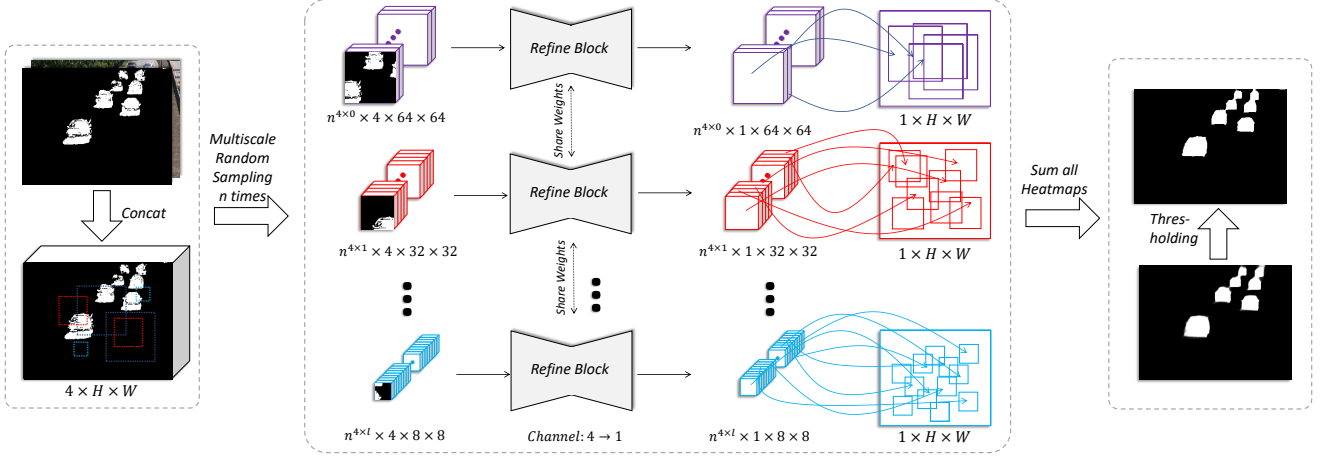 Concat
4 × H × W
Multiscale
Random
Sampling
n times
Refine Block
n^{4×0} × 4 × 64 × 64
n^{4×0} × 1 × 64 × 64
1 × H × W
Share Weights
Refine Block
n^{4×1} × 4 × 32 × 32
n^{4×1} × 1 × 32 × 32
1 × H × W
Share Weights
Refine Block
n^{4×l} × 4 × 8 × 8
Channel: 4 → 1
n^{4×l} × 1 × 8 × 8
1 × H × W
Sum all
Heatmaps
Thres-
holding